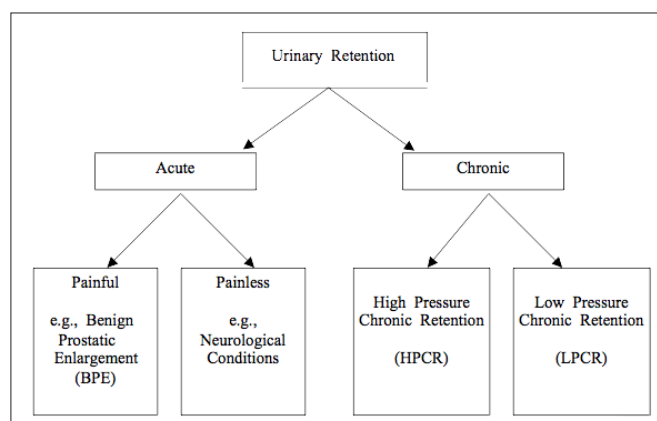 Urinary Retention
Acute
Chronic
Painful
e.g., Benign
Prostatic
Enlargement
(BPE)
Painless
e.g.,
Neurological
Conditions
High Pressure
Chronic Retention
(HPCR)
Low Pressure
Chronic Retention
(LPCR)